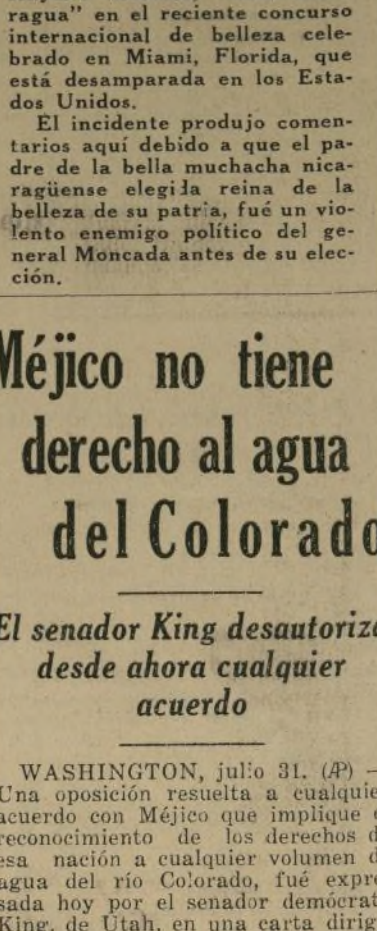 ragua” en el reciente concurso
internacional de belleza cele-
brado en Miami, Florida, que
está desamparada en los Esta-
dos Unidos.
El incidente produjo comen-
tarios aquí debido a que el pa-
dre de la bella muchacha nica-
ragüense elegida reina de la
belleza de su patria, fué un vio-
lento enemigo político del ge-
neral Moncada antes de su elec-
ción.
Méjico no tiene
derecho al agua
del Colorado
El senador King desautoriza
desde ahora cualquier
acuerdo
WASHINGTON, julio 31. (AP) —
Una oposición resuelta a cualquie
acuerdo con Méjico que implique e
reconocimiento de los derechos d
esa nación a cualquier volumen d
agua del río Colorado, fué expre
sada hoy por el senador demócrat
King, de Utah, en una carta dirig